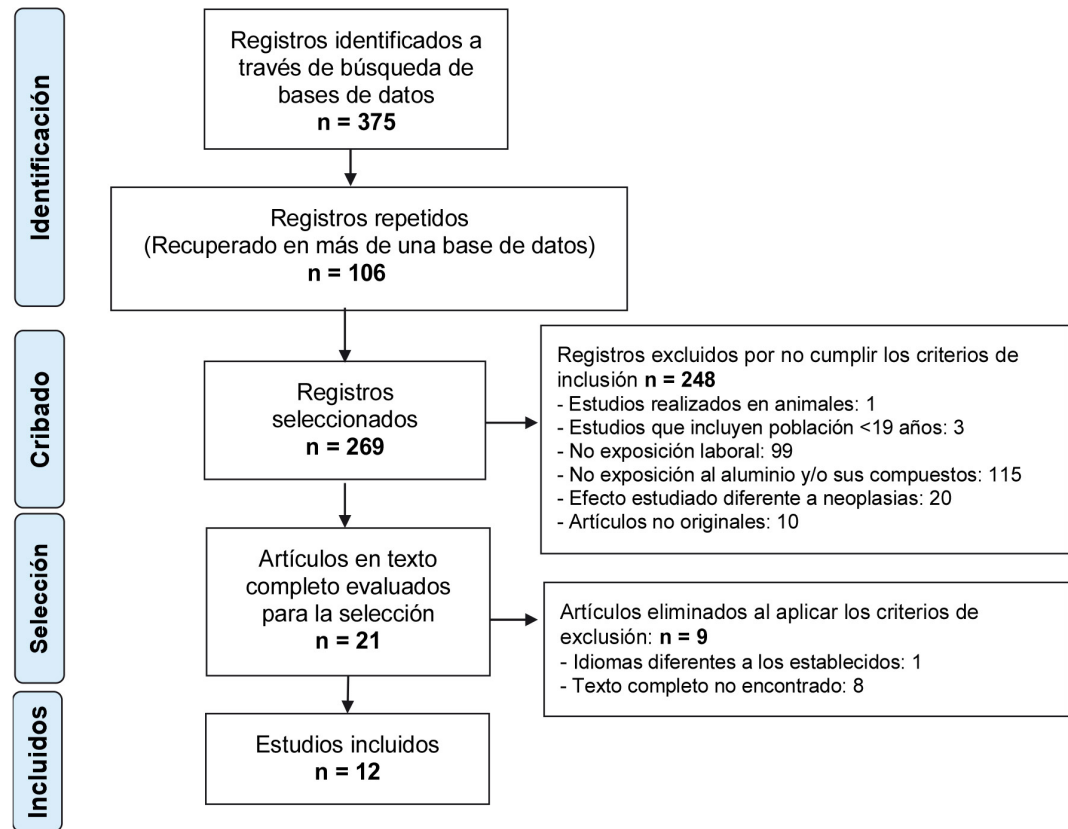 Identificación
Registros identificados a
través de búsqueda de
bases de datos
n = 375
Registros repetidos
(Recuperado en más de una base de datos)
n = 106
Cribado
Registros
seleccionados
n = 269
Registros excluidos por no cumplir los criterios de
inclusión n = 248
- Estudios realizados en animales: 1
- Estudios que incluyen población <19 años: 3
- No exposición laboral: 99
- No exposición al aluminio y/o sus compuestos: 115
- Efecto estudiado diferente a neoplasias: 20
- Artículos no originales: 10
Selección
Artículos en texto
completo evaluados
para la selección
n = 21
Artículos eliminados al aplicar los criterios de
exclusión: n = 9
- Idiomas diferentes a los establecidos: 1
- Texto completo no encontrado: 8
Incluidos
Estudios incluidos
n = 12